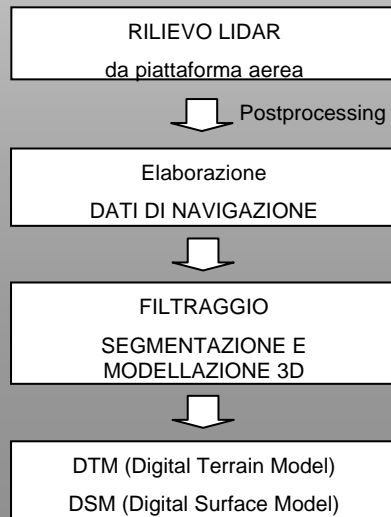 RILIEVO LIDAR
da piattaforma aerea
Postprocessing
Elaborazione
DATI DI NAVIGAZIONE
FILTRAGGIO
SEGMENTAZIONE E
MODELLAZIONE 3D
DTM (Digital Terrain Model)
DSM (Digital Surface Model)